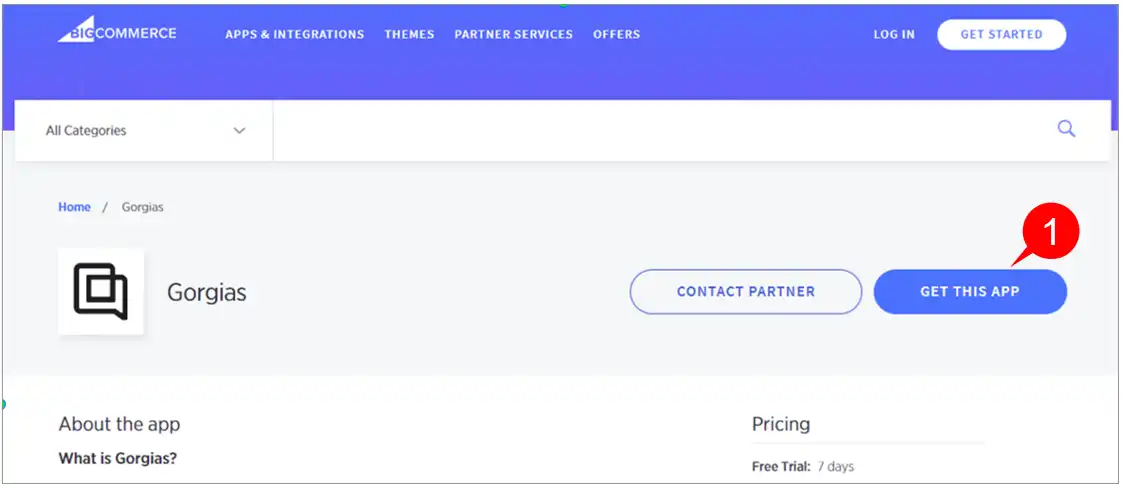 BIGCOMMERCE APPS & INTEGRATIONS THEMES PARTNER SERVICES OFFERS LOG IN GET STARTED
All Categories
Home / Gorgias
1
Gorgias CONTACT PARTNER GET THIS APP
About the app Pricing
What is Gorgias?
Free Trial: 7 days